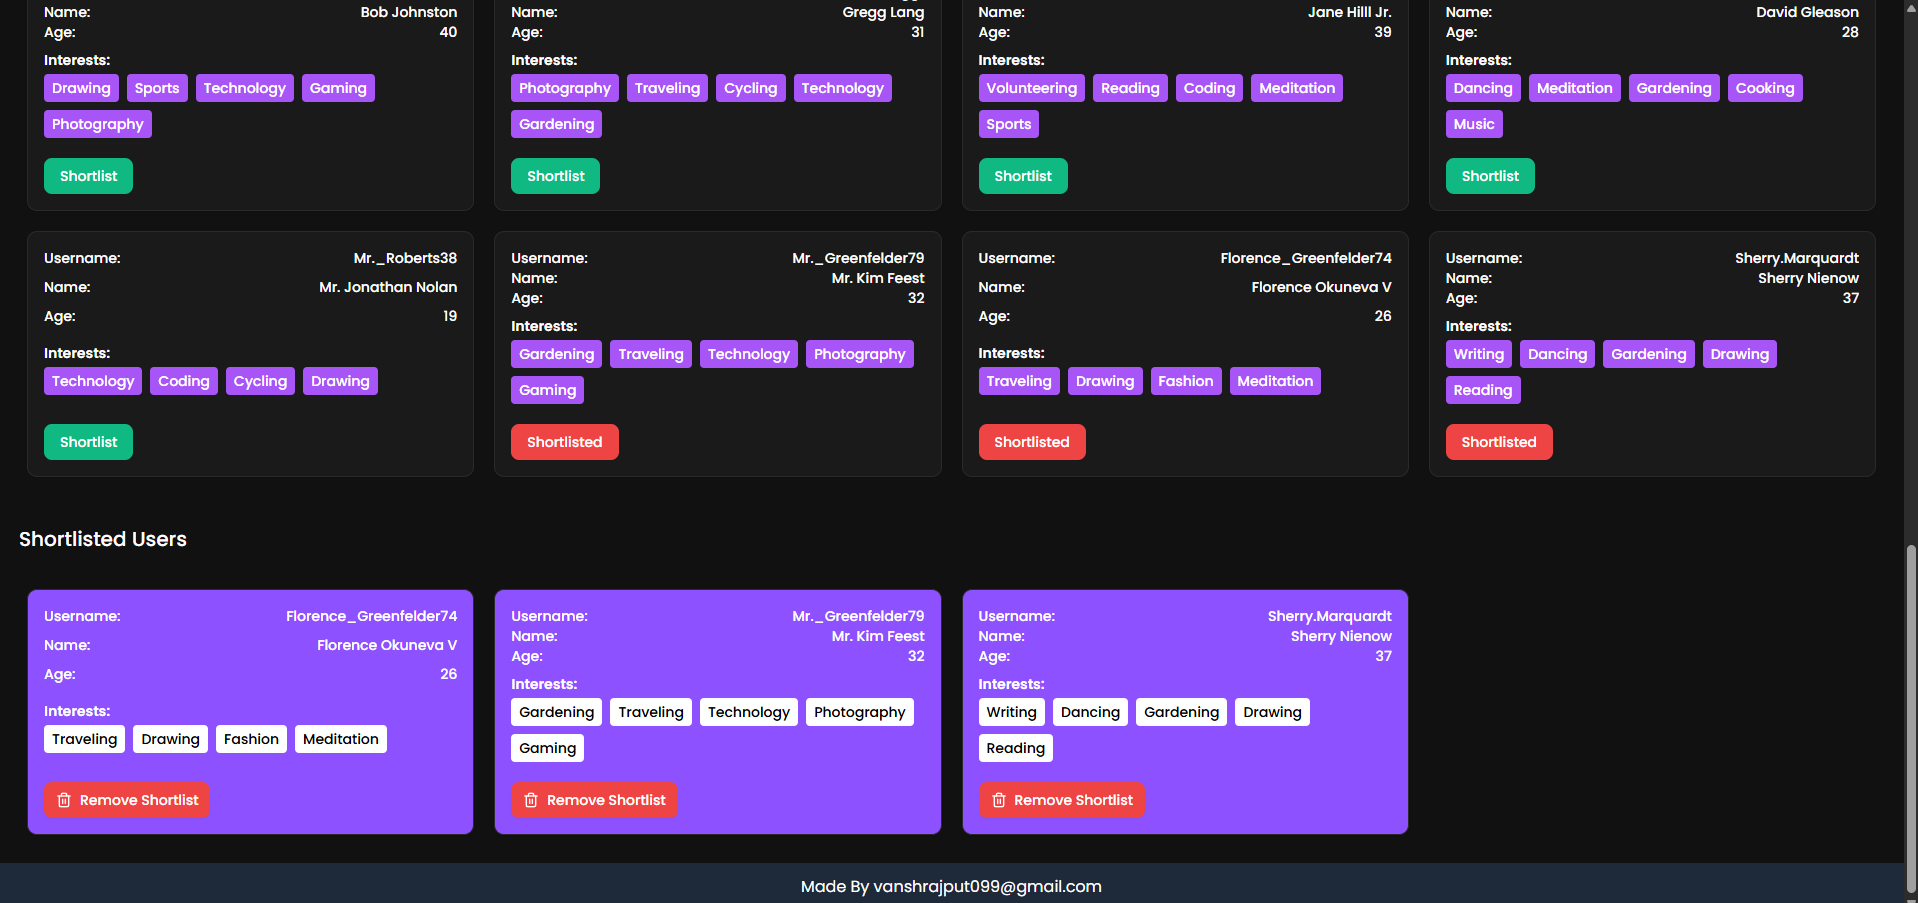 Name: Bob Johnston
Age: 40
Interests:
Drawing Sports Technology Gaming
Photography
Shortlist
Name: Gregg Lang
Age: 31
Interests:
Photography Traveling Cycling Technology
Gardening
Shortlist
Name: Jane Hilll Jr.
Age: 39
Interests:
Volunteering Reading Coding Meditation
Sports
Shortlist
Name: David Gleason
Age: 28
Interests:
Dancing Meditation Gardening Cooking
Music
Shortlist
Username: Mr._Roberts38
Name: Mr. Jonathan Nolan
Age: 19
Interests:
Technology Coding Cycling Drawing
Shortlist
Username: Mr._Greenfelder79
Name: Mr. Kim Feest
Age: 32
Interests:
Gardening Traveling Technology Photography
Gaming
Shortlisted
Username: Florence_Greenfelder74
Name: Florence Okuneva V
Age: 26
Interests:
Traveling Drawing Fashion Meditation
Shortlisted
Username: Sherry.Marquardt
Name: Sherry Nienow
Age: 37
Interests:
Writing Dancing Gardening Drawing
Reading
Shortlisted
Shortlisted Users
Username: Florence_Greenfelder74
Name: Florence Okuneva V
Age: 26
Interests:
Traveling Drawing Fashion Meditation
Remove Shortlist
Username: Mr._Greenfelder79
Name: Mr. Kim Feest
Age: 32
Interests:
Gardening Traveling Technology Photography
Gaming
Remove Shortlist
Username: Sherry.Marquardt
Name: Sherry Nienow
Age: 37
Interests:
Writing Dancing Gardening Drawing
Reading
Remove Shortlist
Made By vanshrajput099@gmail.com